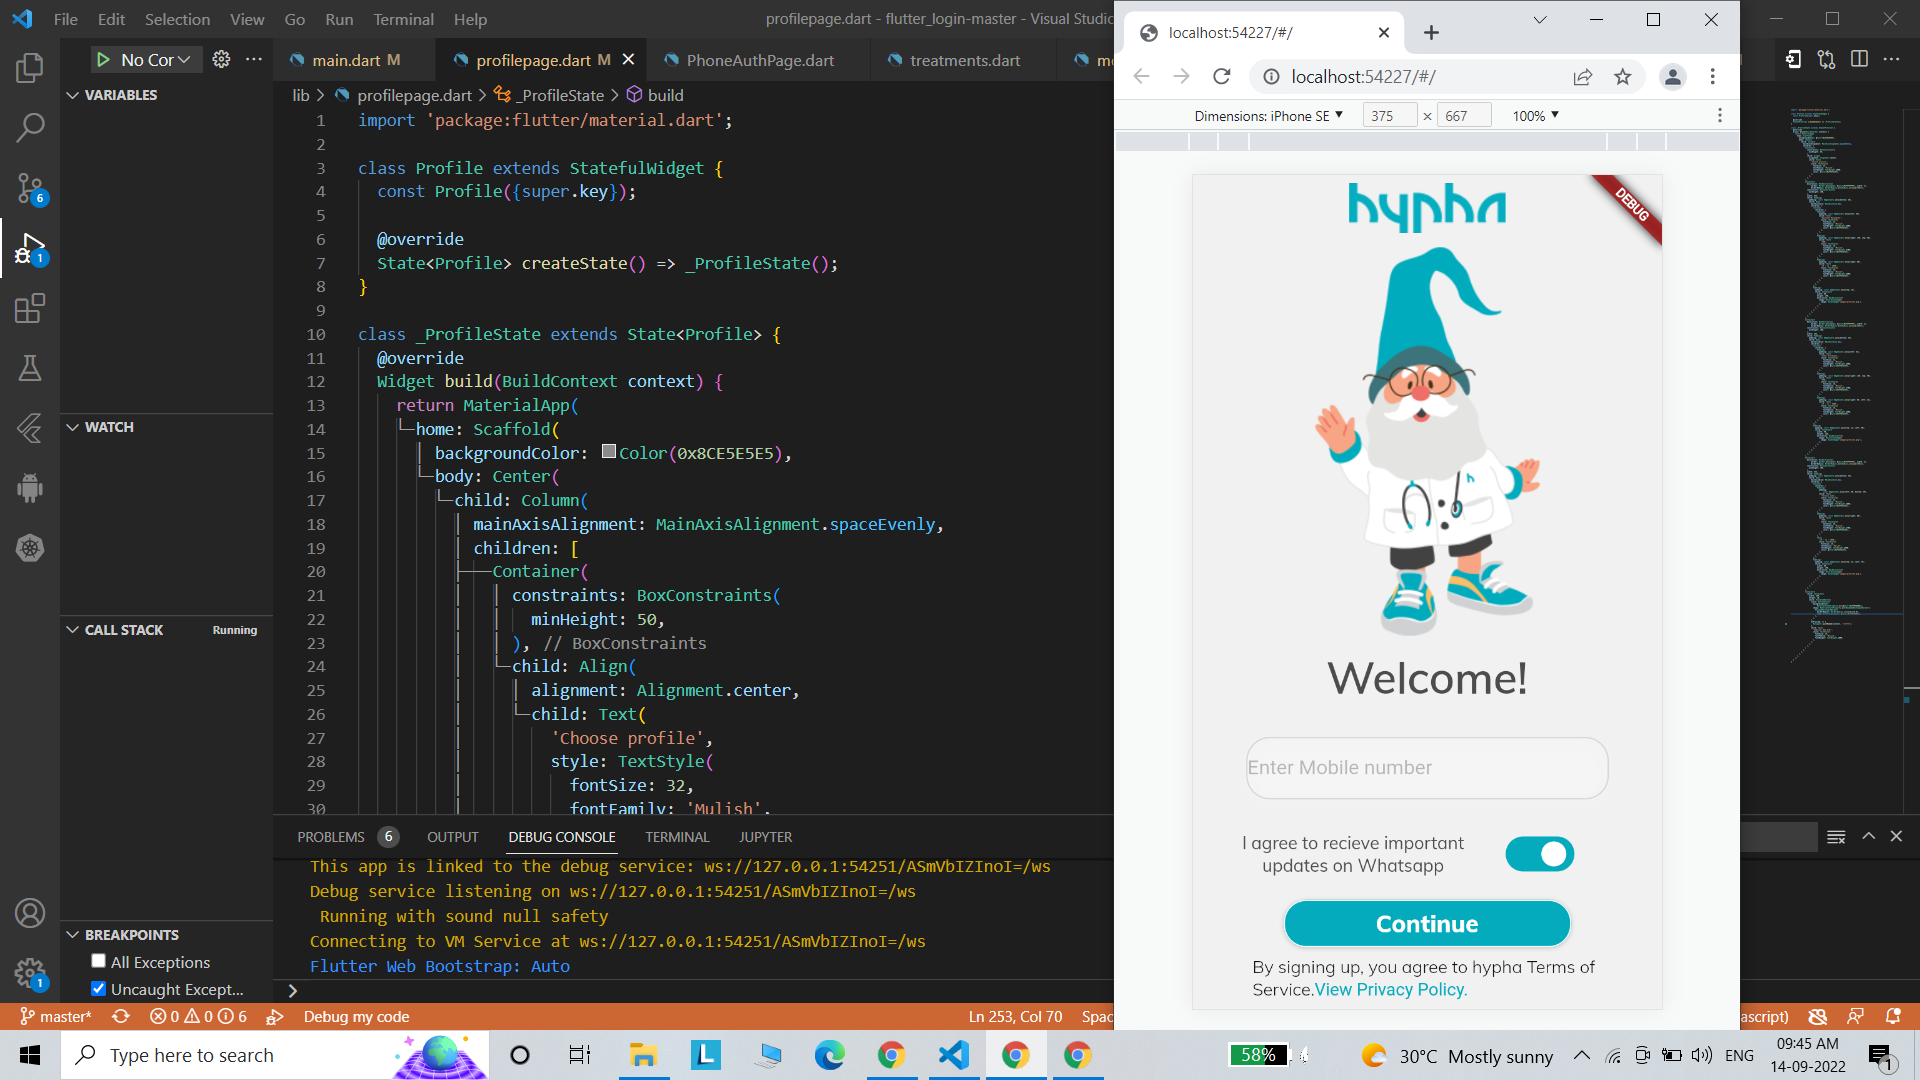 File Edit Selection View Go Run Terminal Help
profilepage.dart - flutter_login-master - Visual Studio
No Cor
main.dart M
profilepage.dart M
PhoneAuthPage.dart
treatments.dart
VARIABLES
WATCH
CALL STACK Running
BREAKPOINTS
All Exceptions
Uncaught Except...
lib > profilepage.dart > _ProfileState > build
1 import 'package:flutter/material.dart';
2
3 class Profile extends StatefulWidget {
4 const Profile({super.key});
5
6 @override
7 State<Profile> createState() => _ProfileState();
8 }
9
10 class _ProfileState extends State<Profile> {
11 @override
12 Widget build(BuildContext context) {
13 return MaterialApp(
14 home: Scaffold(
15 backgroundColor: Color(0x8CE5E5E5),
16 body: Center(
17 child: Column(
18 mainAxisAlignment: MainAxisAlignment.spaceEvenly,
19 children: [
20 Container(
21 constraints: BoxConstraints(
22 minHeight: 50,
23 ), // BoxConstraints
24 child: Align(
25 alignment: Alignment.center,
26 child: Text(
27 'Choose profile',
28 style: TextStyle(
29 fontSize: 32,
30 fontFamily: 'Mulish',
PROBLEMS 6 OUTPUT DEBUG CONSOLE TERMINAL JUPYTER
This app is linked to the debug service: ws://127.0.0.1:54251/ASmVbIZInoI=/ws
Debug service listening on ws://127.0.0.1:54251/ASmVbIZInoI=/ws
Running with sound null safety
Connecting to VM Service at ws://127.0.0.1:54251/ASmVbIZInoI=/ws
Flutter Web Bootstrap: Auto
master* 0 0 6 Debug my code
Ln 253, Col 70 Spac
ascript)
localhost:54227/#/
localhost:54227/#/
Dimensions: iPhone SE 375 × 667 100%
DEBUG
hypha
Welcome!
Enter Mobile number
I agree to recieve important
updates on Whatsapp
Continue
By signing up, you agree to hypha Terms of
Service.View Privacy Policy.
Type here to search
58%
30°C Mostly sunny
ENG
09:45 AM
14-09-2022
1